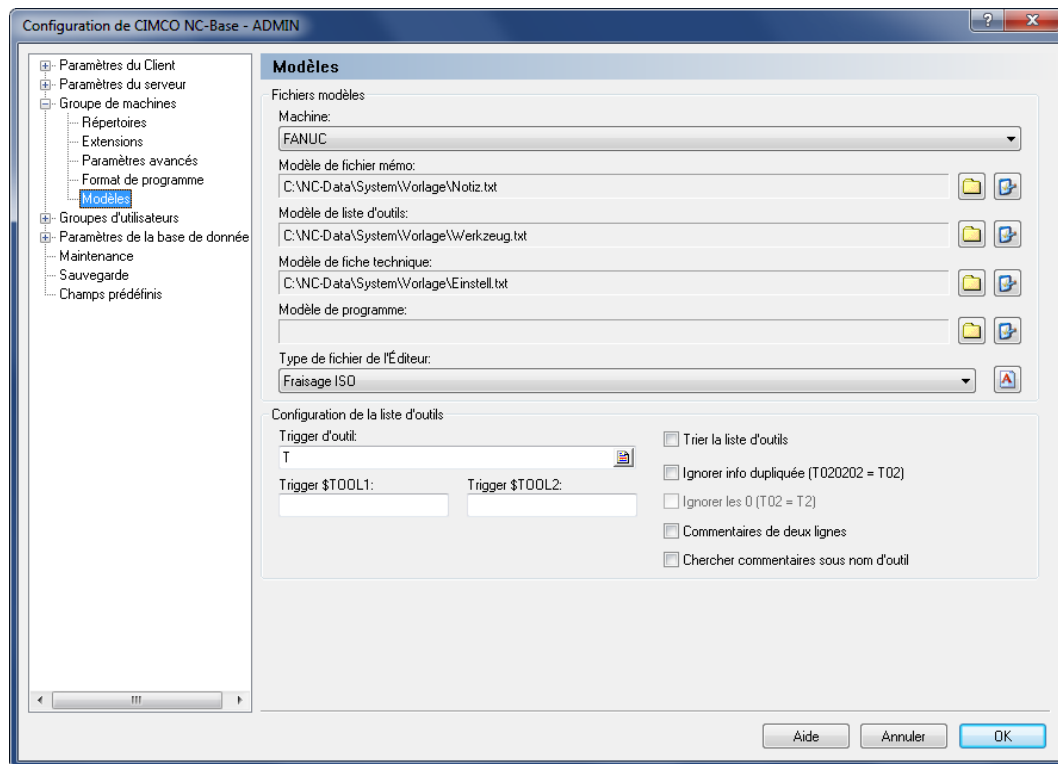 Configuration de CIMCO NC-Base - ADMIN
Paramètres du Client
Paramètres du serveur
Groupe de machines
Répertoires
Extensions
Paramètres avancés
Format de programme
Modèles
Groupes d'utilisateurs
Paramètres de la base de donnée
Maintenance
Sauvegarde
Champs prédéfinis
Modèles
Fichiers modèles
Machine:
FANUC
Modèle de fichier mémo:
C:\NC-Data\System\Vorlage\Notiz.txt
Modèle de liste d'outils:
C:\NC-Data\System\Vorlage\Werkzeug.txt
Modèle de fiche technique:
C:\NC-Data\System\Vorlage\Einstell.txt
Modèle de programme:
Type de fichier de l'Éditeur:
Fraisage ISO
Configuration de la liste d'outils
Trigger d'outil:
T
Trigger $TOOL1:
Trigger $TOOL2:
Trier la liste d'outils
Ignorer info dupliquée (T020202 = T02)
Ignorer les 0 (T02 = T2)
Commentaires de deux lignes
Chercher commentaires sous nom d'outil
Aide
Annuler
OK